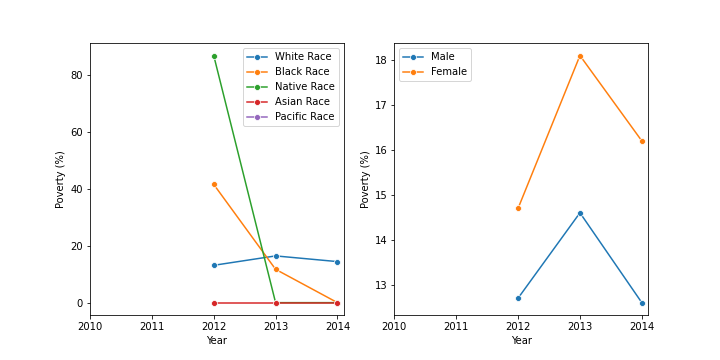 80
60
40
20
0
Poverty (%)
2010 2011 2012 2013 2014
Year
White Race
Black Race
Native Race
Asian Race
Pacific Race
18
17
16
15
14
13
Poverty (%)
2010 2011 2012 2013 2014
Year
Male
Female